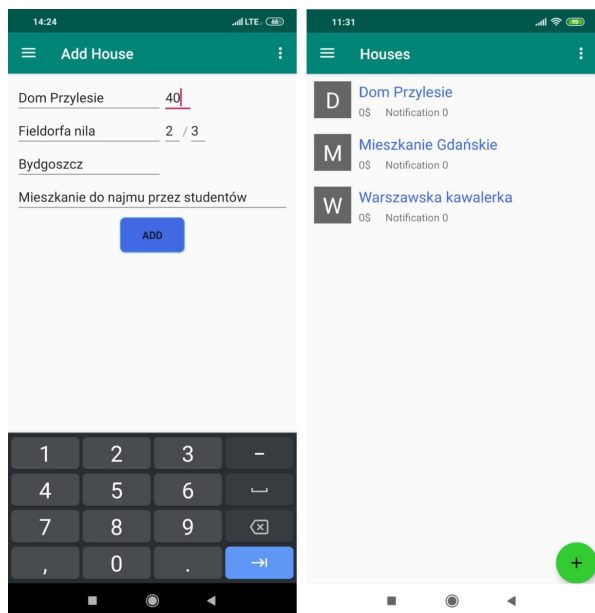 14:24
LTE 66
Add House
Dom Przylesie 40
Fieldorfa nila 2 / 3
Bydgoszcz
Mieszkanie do najmu przez studentów
ADD
1 2 3 -
4 5 6
7 8 9
, 0 .
11:31
95
Houses
D
Dom Przylesie
0$ Notification 0
M
Mieszkanie Gdańskie
0$ Notification 0
W
Warszawska kawalerka
0$ Notification 0
+